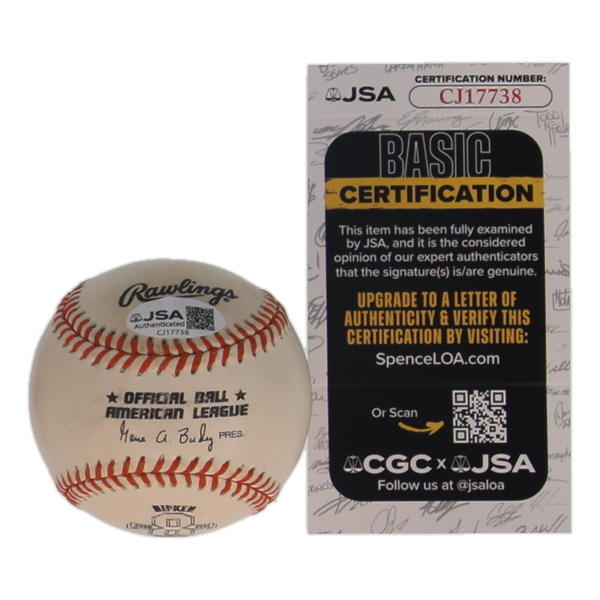 Rawlings
JSA
Authenticated
CJ17738
OFFICIAL BALL
AMERICAN LEAGUE
Gene A. Budig PRES.
RIPKEN
8
JSA
CERTIFICATION NUMBER:
CJ17738
BASIC
CERTIFICATION
This item has been fully examined
by JSA, and it is the considered
opinion of our expert authenticators
that the signature(s) is/are genuine.
UPGRADE TO A LETTER OF
AUTHENTICITY & VERIFY THIS
CERTIFICATION BY VISITING:
SpenceLOA.com
Or Scan
CGC x JSA
Follow us at @jsaloa